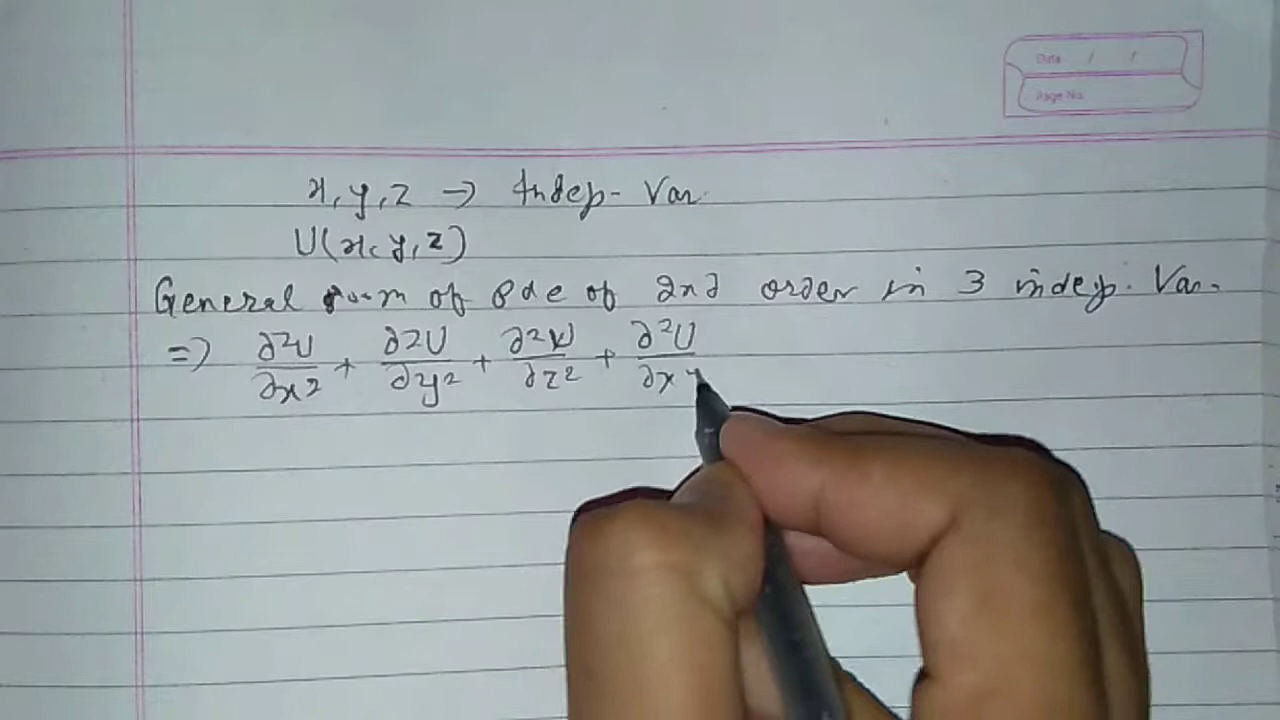 Date / /
Page No.
x, y, z → Indep- Var.
U(x, y, z)
General form of Pde of 2nd order in 3 indep. Var.
=> ∂²U/∂x² + ∂²U/∂y² + ∂²U/∂z² + ∂²U/∂x